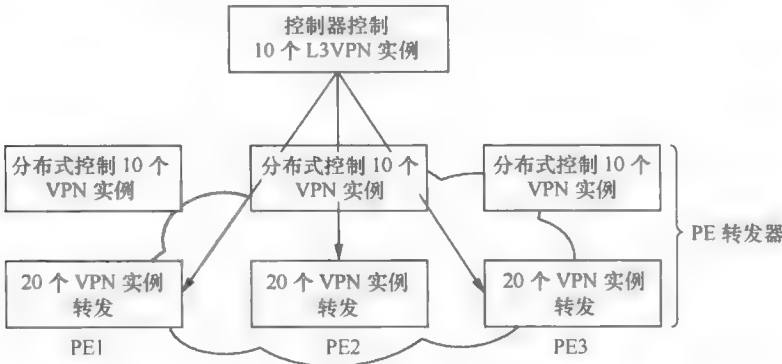 控制器控制
10 个 L3VPN 实例
分布式控制 10 个
VPN 实例
分布式控制 10 个
VPN 实例
分布式控制 10 个
VPN 实例
PE 转发器
20 个 VPN 实例
转发
20 个 VPN 实例
转发
20 个 VPN 实例
转发
PE1
PE2
PE3